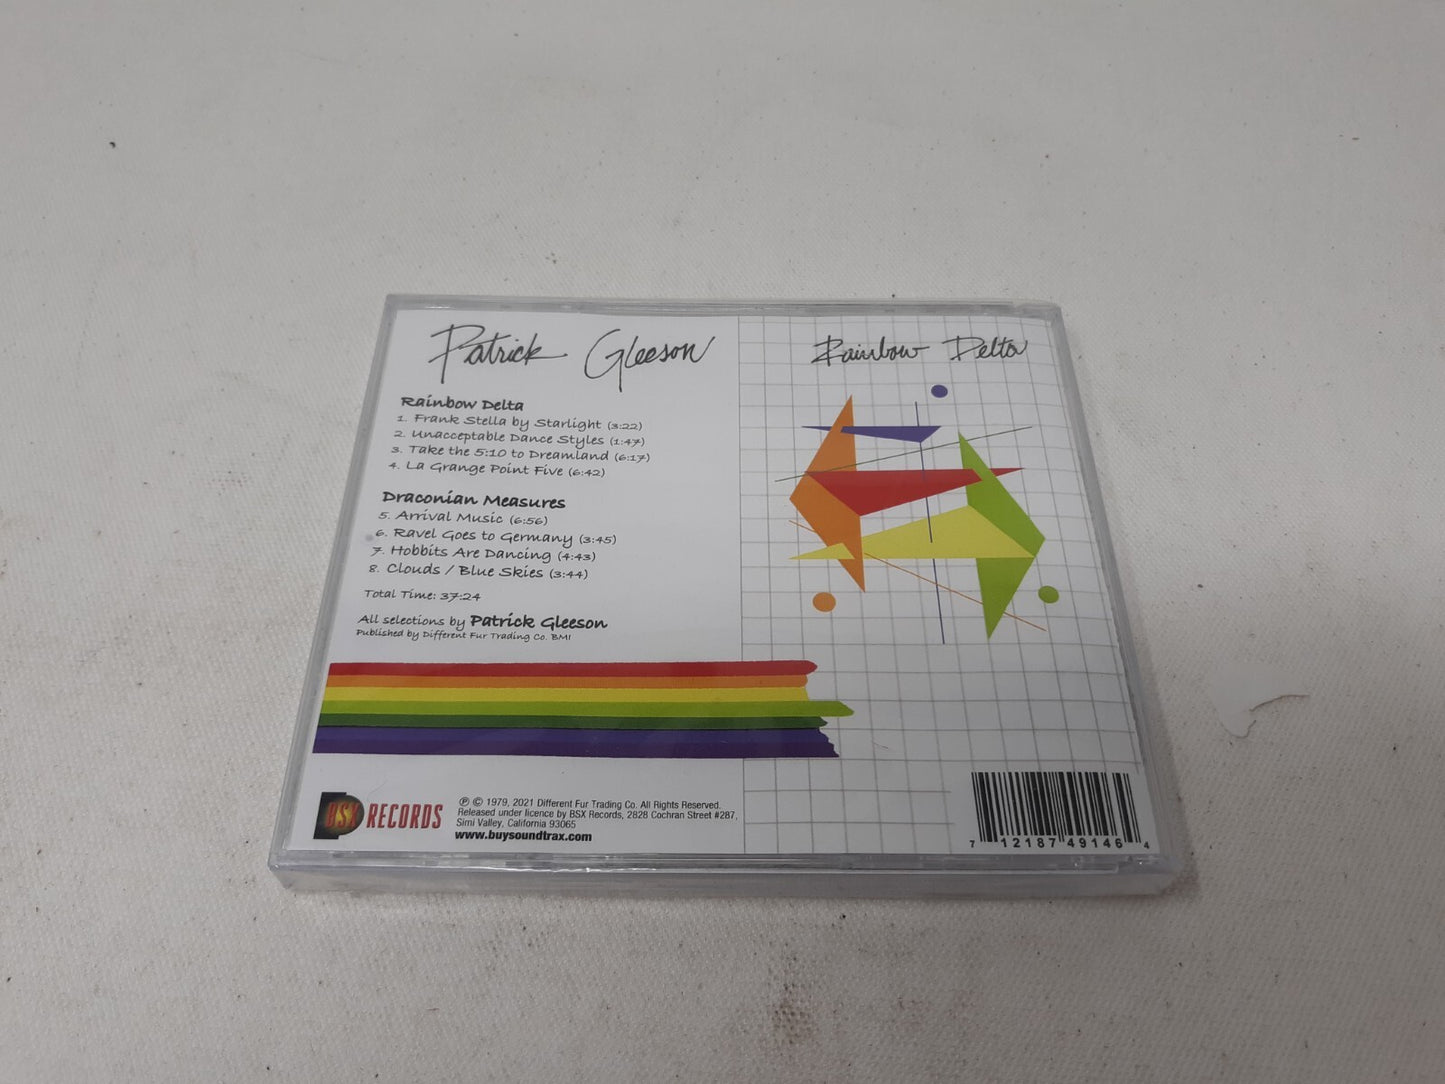 Patrick Gleeson
Rainbow Delta
Rainbow Delta
1. Frank Stella by Starlight (3:22)
2. Unacceptable Dance Styles (1:47)
3. Take the 5:10 to Dreamland (6:17)
4. La Grange Point Five (6:42)
Draconian Measures
5. Arrival Music (6:56)
6. Ravel Goes to Germany (3:45)
7. Hobbits Are Dancing (4:43)
8. Clouds / Blue Skies (3:44)
Total Time: 37:24
All selections by Patrick Gleeson
Published by Different Fur Trading Co. BMI
BSX RECORDS
℗ © 1979, 2021 Different Fur Trading Co. All Rights Reserved.
Released under licence by BSX Records, 2828 Cochran Street #287,
Simi Valley, California 93065
www.buysoundtrax.com
7 12187 49146 4